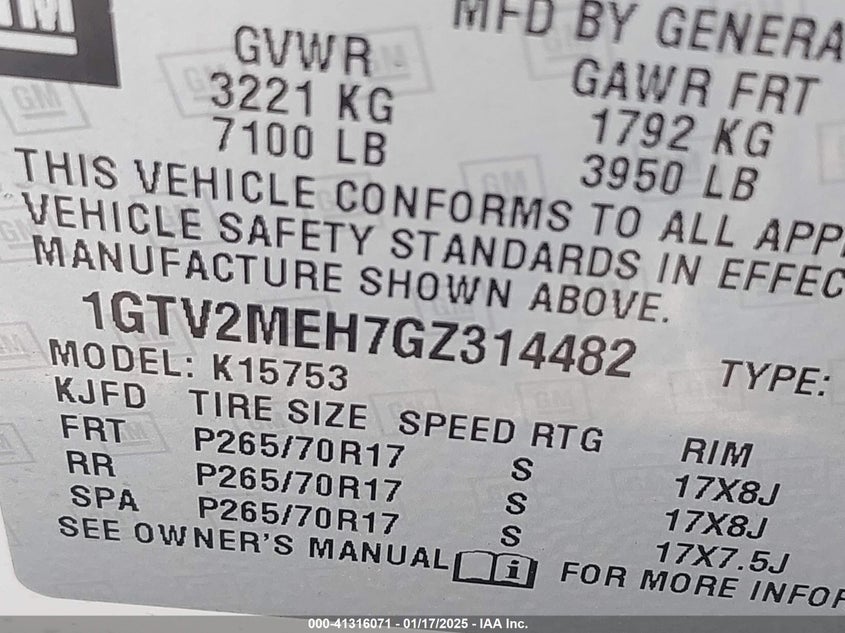 GM
MFD BY GENERA
GVWR
3221 KG
7100 LB
GAWR FRT
1792 KG
3950 LB
THIS VEHICLE CONFORMS TO ALL APPL
VEHICLE SAFETY STANDARDS IN EFFEC
MANUFACTURE SHOWN ABOVE.
1GTV2MEH7GZ314482 TYPE:
MODEL: K15753
KJFD TIRE SIZE SPEED RTG RIM
FRT P265/70R17 S 17X8J
RR P265/70R17 S 17X8J
SPA P265/70R17 S 17X7.5J
SEE OWNER'S MANUAL i FOR MORE INFOR
000-41316071 - 01/17/2025 - IAA Inc.